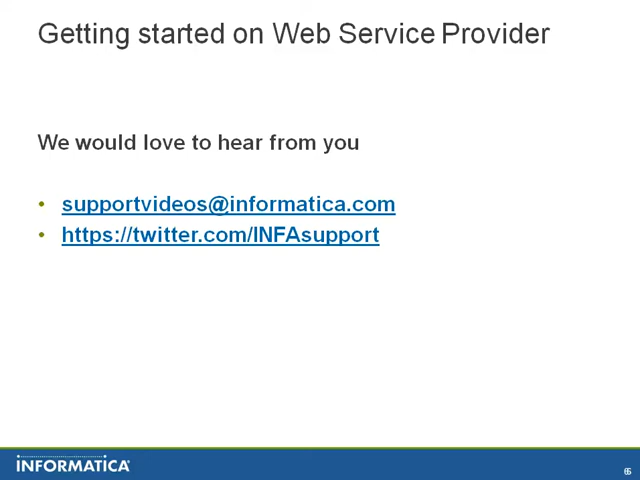 Getting started on Web Service Provider
We would love to hear from you
• supportvideos@informatica.com
• https://twitter.com/INFAsupport
INFORMATICA®
66